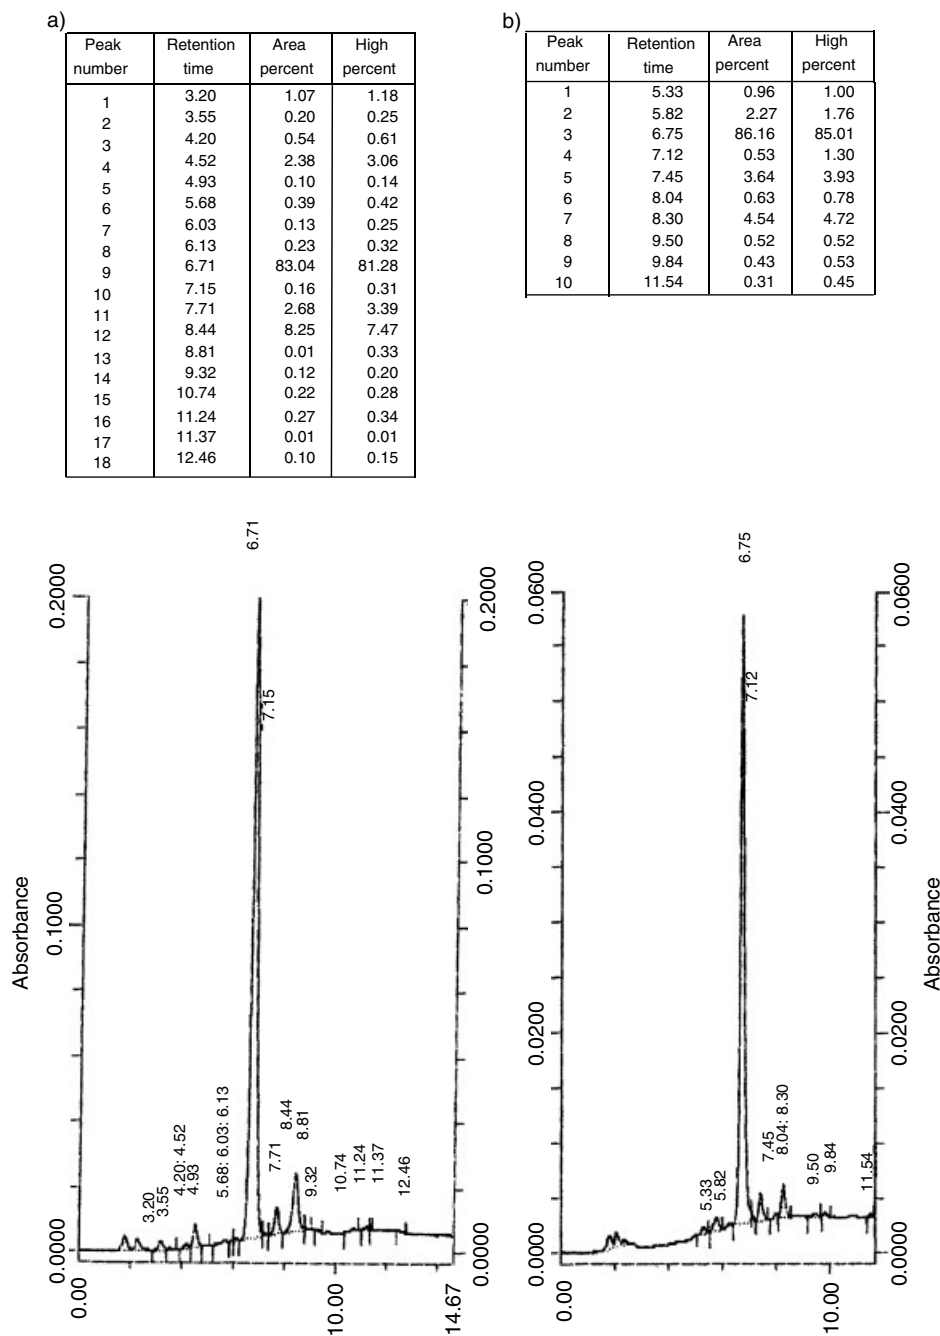 a)
Peak number Retention time Area percent High percent
1 3.20 1.07 1.18
2 3.55 0.20 0.25
3 4.20 0.54 0.61
4 4.52 2.38 3.06
5 4.93 0.10 0.14
6 5.68 0.39 0.42
7 6.03 0.13 0.25
8 6.13 0.23 0.32
9 6.71 83.04 81.28
10 7.15 0.16 0.31
11 7.71 2.68 3.39
12 8.44 8.25 7.47
13 8.81 0.01 0.33
14 9.32 0.12 0.20
15 10.74 0.22 0.28
16 11.24 0.27 0.34
17 11.37 0.01 0.01
18 12.46 0.10 0.15
b)
Peak number Retention time Area percent High percent
1 5.33 0.96 1.00
2 5.82 2.27 1.76
3 6.75 86.16 85.01
4 7.12 0.53 1.30
5 7.45 3.64 3.93
6 8.04 0.63 0.78
7 8.30 4.54 4.72
8 9.50 0.52 0.52
9 9.84 0.43 0.53
10 11.54 0.31 0.45
Absorbance
0.2000
0.1000
0.0000
3.20
3.55
4.20: 4.52
4.93
5.68: 6.03: 6.13
6.71
7.15
7.71
8.44
8.81
9.32
10.74
11.24
11.37
12.46
0.2000
0.1000
0.0000
0.00
10.00
14.67
0.0600
0.0400
0.0200
0.0000
5.33
5.82
6.75
7.12
7.45
8.04: 8.30
9.50
9.84
11.54
0.0600
0.0400
0.0200
0.0000
0.00
10.00
Absorbance